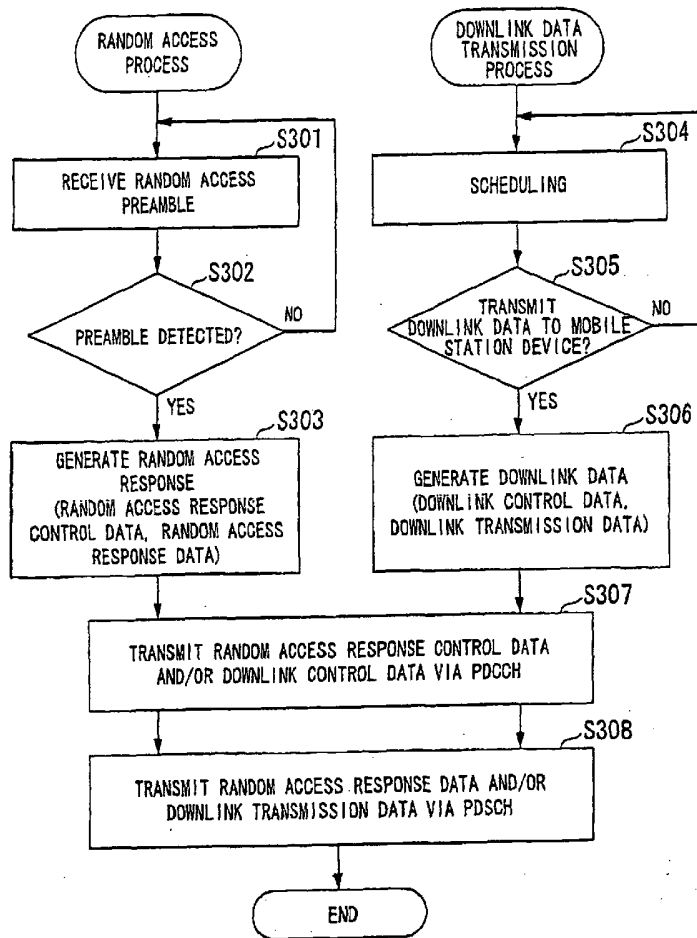 RANDOM ACCESS
PROCESS
DOWNLINK DATA
TRANSMISSION
PROCESS
S301
RECEIVE RANDOM ACCESS
PREAMBLE
S304
SCHEDULING
S302
PREAMBLE DETECTED?
NO
YES
S305
TRANSMIT
DOWNLINK DATA TO MOBILE
STATION DEVICE?
NO
YES
S303
GENERATE RANDOM ACCESS
RESPONSE
(RANDOM ACCESS RESPONSE
CONTROL DATA, RANDOM ACCESS
RESPONSE DATA)
S306
GENERATE DOWNLINK DATA
(DOWNLINK CONTROL DATA,
DOWNLINK TRANSMISSION DATA)
S307
TRANSMIT RANDOM ACCESS RESPONSE CONTROL DATA
AND/OR DOWNLINK CONTROL DATA VIA PDCCH
S308
TRANSMIT RANDOM ACCESS RESPONSE DATA AND/OR
DOWNLINK TRANSMISSION DATA VIA PDSCH
END